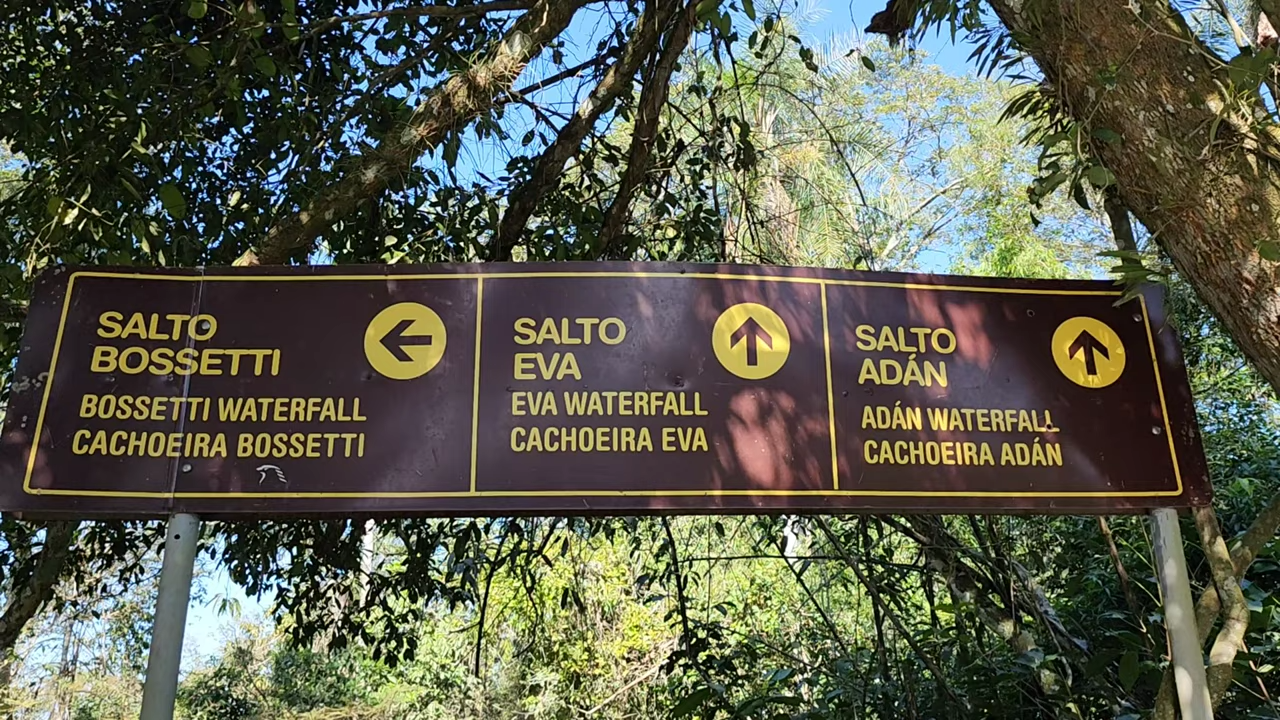 SALTO
BOSSETTI
BOSSETTI WATERFALL
CACHOEIRA BOSSETTI
SALTO
EVA
EVA WATERFALL
CACHOEIRA EVA
SALTO
ADÁN
ADÁN WATERFALL
CACHOEIRA ADÁN